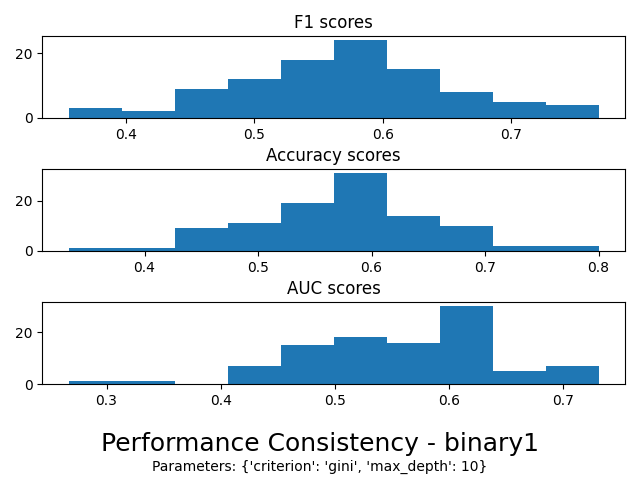 F1 scores
20
0
0.4 0.5 0.6 0.7
Accuracy scores
20
0
0.4 0.5 0.6 0.7 0.8
AUC scores
20
0
0.3 0.4 0.5 0.6 0.7
Performance Consistency - binary1
Parameters: {'criterion': 'gini', 'max_depth': 10}